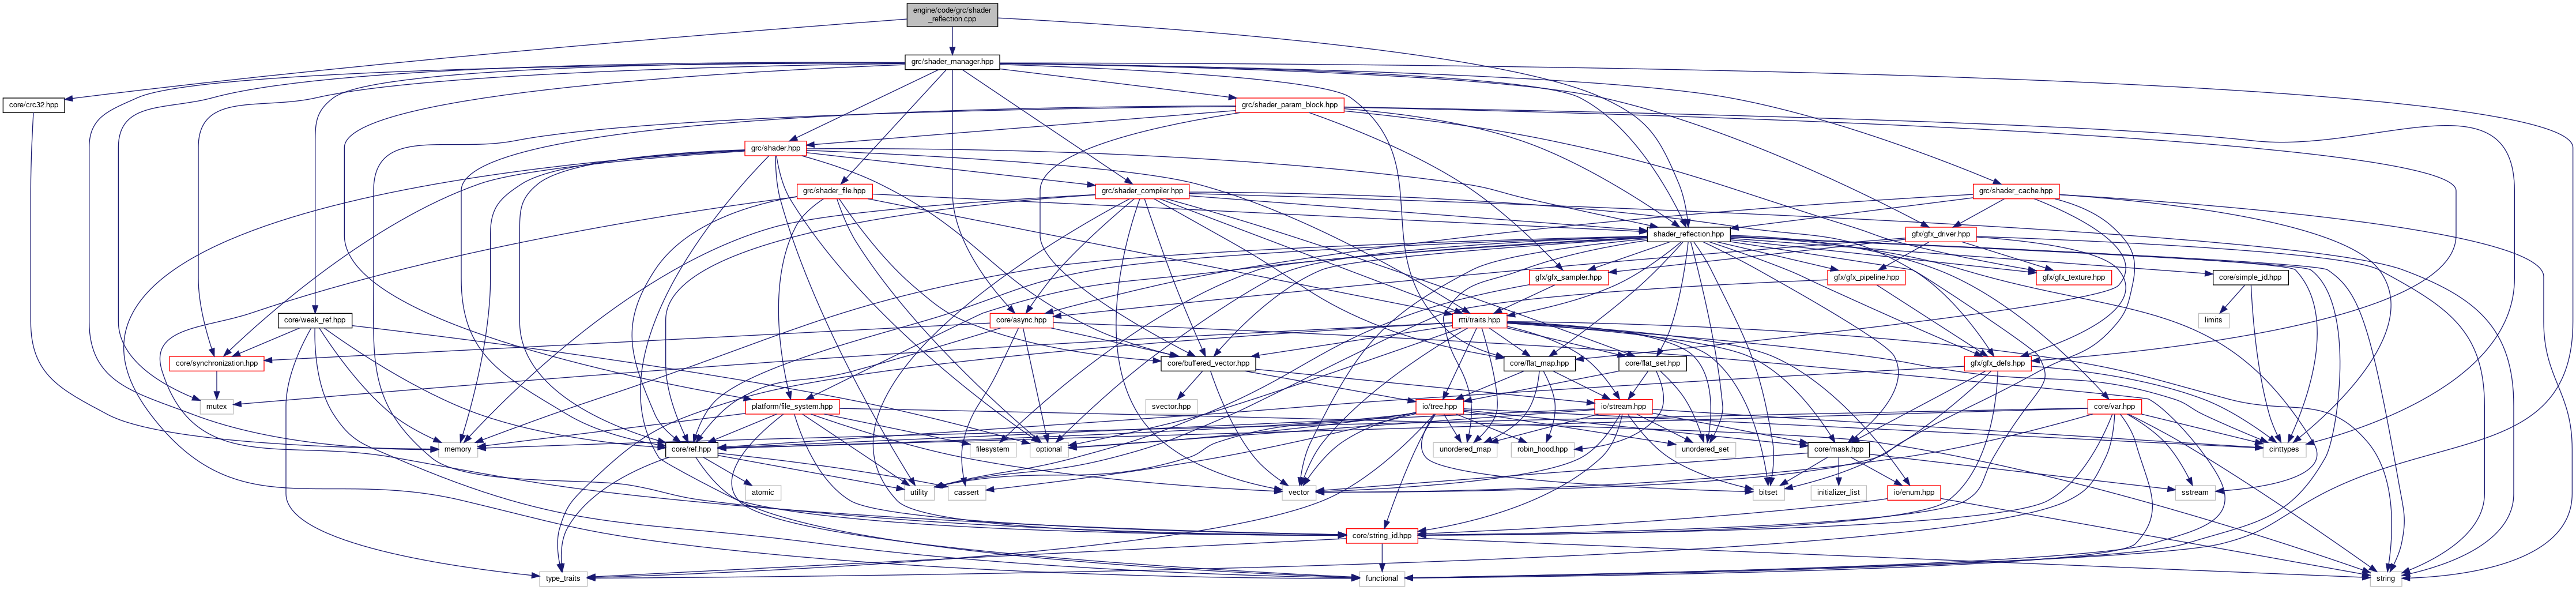 engine/code/grc/shader
_reflection.cpp
grc/shader_manager.hpp
core/crc32.hpp
grc/shader_param_block.hpp
grc/shader.hpp
grc/shader_file.hpp
grc/shader_compiler.hpp
grc/shader_cache.hpp
shader_reflection.hpp
gfx/gfx_driver.hpp
gfx/gfx_sampler.hpp
gfx/gfx_pipeline.hpp
gfx/gfx_texture.hpp
core/simple_id.hpp
core/weak_ref.hpp
core/async.hpp
rtti/traits.hpp
limits
core/synchronization.hpp
core/buffered_vector.hpp
core/flat_map.hpp
core/flat_set.hpp
gfx/gfx_defs.hpp
mutex
svector.hpp
platform/file_system.hpp
io/tree.hpp
io/stream.hpp
core/var.hpp
memory
core/ref.hpp
filesystem
optional
unordered_map
robin_hood.hpp
unordered_set
core/mask.hpp
cinttypes
atomic
utility
cassert
vector
bitset
initializer_list
io/enum.hpp
sstream
core/string_id.hpp
type_traits
functional
string